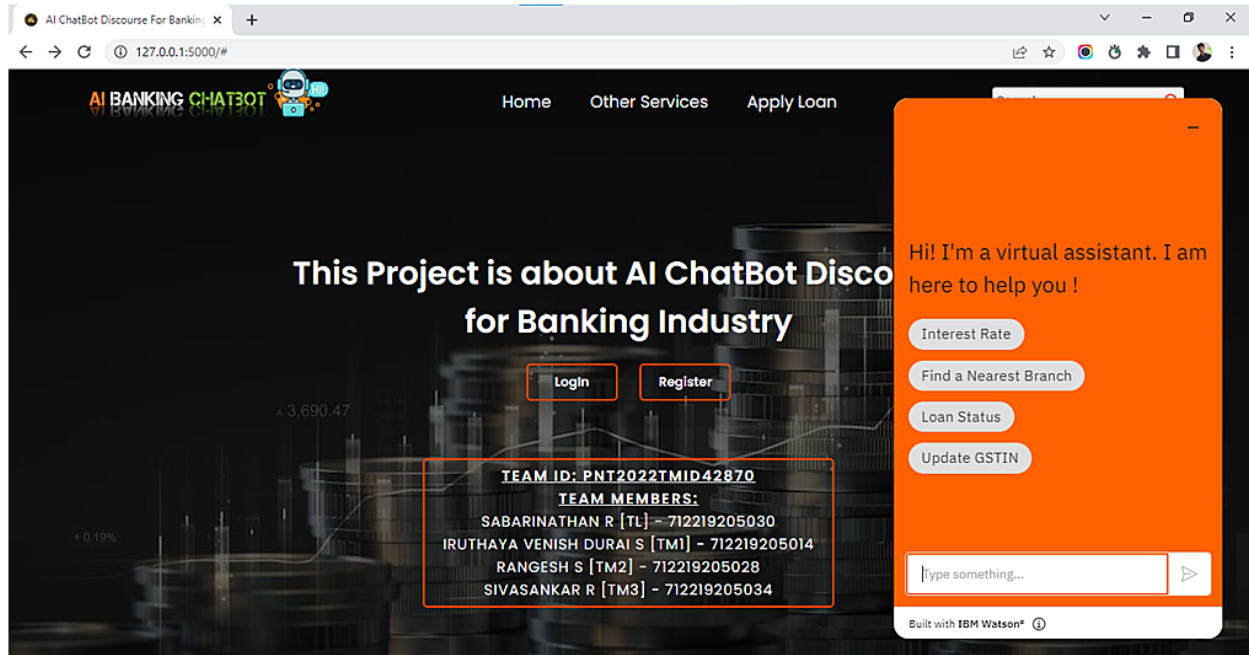 AI ChatBot Discourse For Banking
127.0.0.1:5000/#
AI BANKING CHATBOT
HI!
Home
Other Services
Apply Loan
This Project is about AI ChatBot Disco
for Banking Industry
LogIn
Register
3,690.47
+ 0.19%
TEAM ID: PNT2022TMID42870
TEAM MEMBERS:
SABARINATHAN R [TL] - 712219205030
IRUTHAYA VENISH DURAI S [TM1] - 712219205014
RANGESH S [TM2] - 712219205028
SIVASANKAR R [TM3] - 712219205034
Hi! I'm a virtual assistant. I am
here to help you !
Interest Rate
Find a Nearest Branch
Loan Status
Update GSTIN
Type something...
Built with IBM Watson®